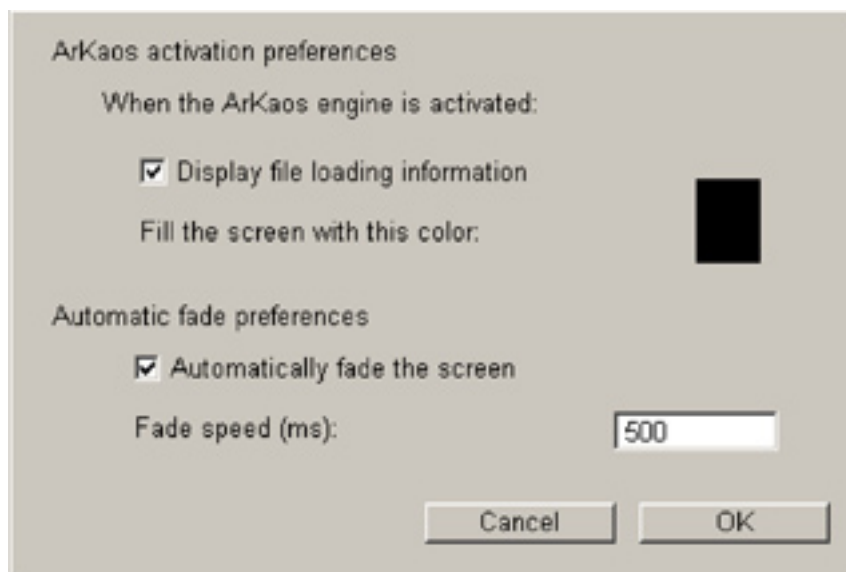 ArKaos activation preferences
When the ArKaos engine is activated:
Display file loading information
Fill the screen with this color:
Automatic fade preferences
Automatically fade the screen
Fade speed (ms): 500
Cancel OK